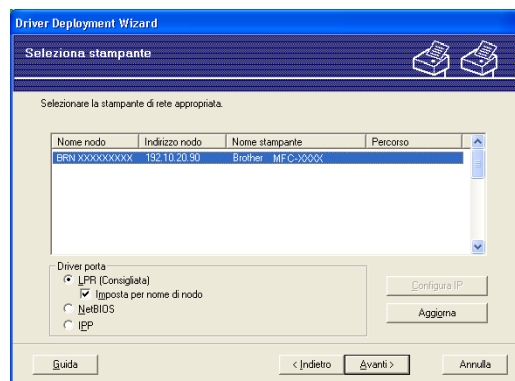 Driver Deployment Wizard
Seleziona stampante
Selezionare la stampante di rete appropriata.
Nome nodo Indirizzo nodo Nome stampante Percorso
BRN XXXXXXXXX 192.10.20.90 Brother MFC-XXXX
Driver porta
LPR (Consigliata)
Imposta per nome di nodo
NetBIOS
IPP
Configura IP
Aggiorna
Guida < Indietro Avanti > Annulla